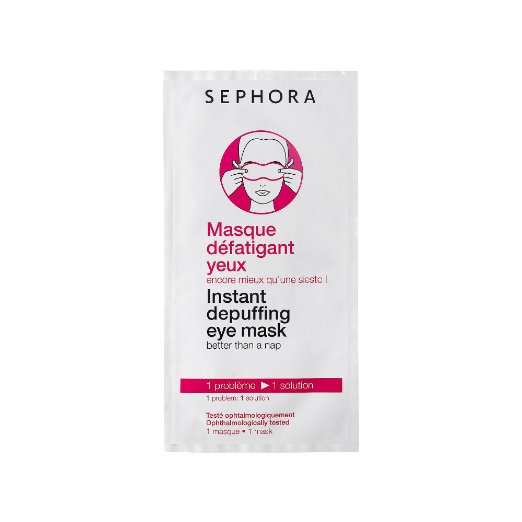 SEPHORA
Masque
défatigant
yeux
encore mieux qu'une sieste !
Instant
depuffing
eye mask
better than a nap
1 problème ▶ 1 solution
1 problem: 1 solution
Testé ophtalmologiquement
Ophthalmologically tested
1 masque • 1 mask